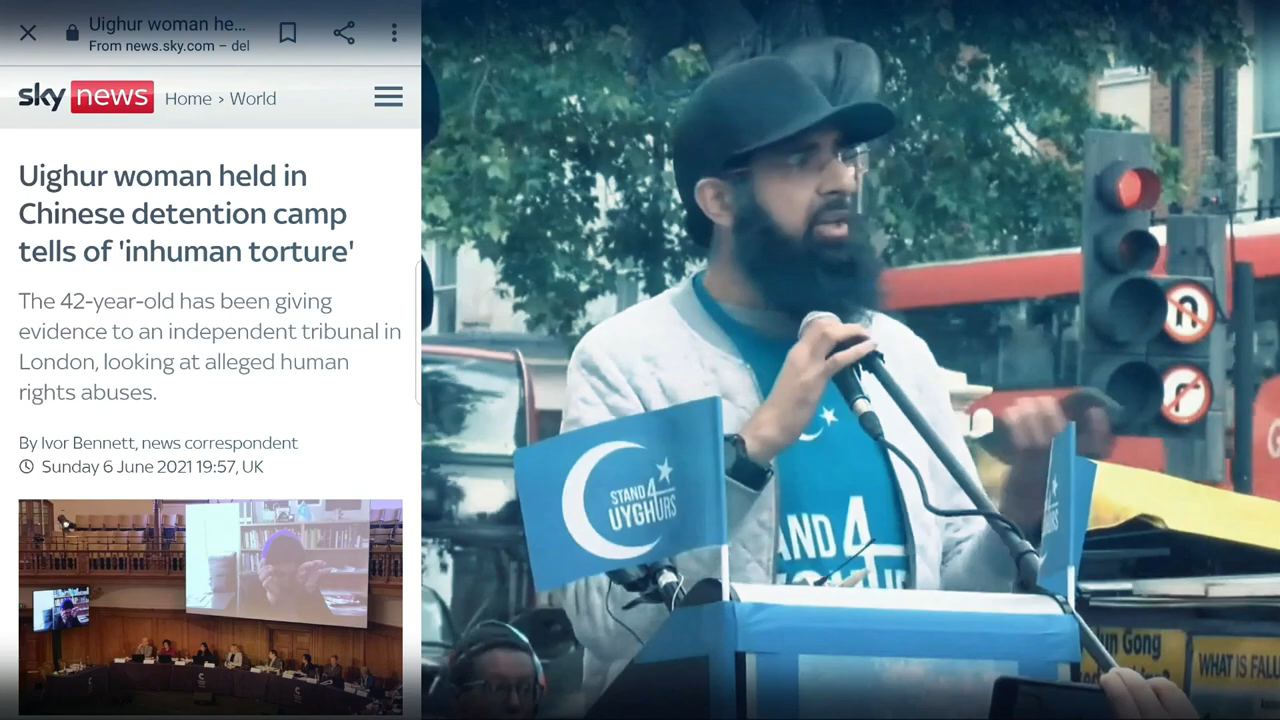 Uighur woman he...
From news.sky.com – del
sky news
Home > World
Uighur woman held in
Chinese detention camp
tells of 'inhuman torture'
The 42-year-old has been giving
evidence to an independent tribunal in
London, looking at alleged human
rights abuses.
By Ivor Bennett, news correspondent
Sunday 6 June 2021 19:57, UK
STAND 4
UYGHURS
AND 4
un Gong
WHAT IS FALU